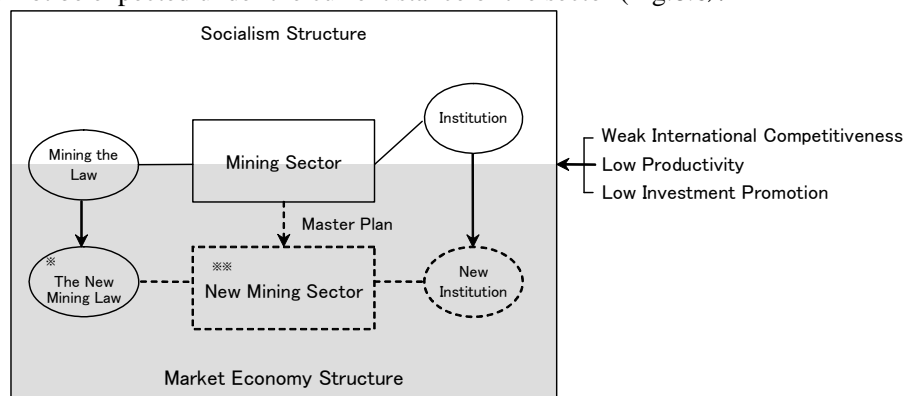 Socialism Structure
Institution
Mining the
Law
Mining Sector
Weak International Competitiveness
Low Productivity
Low Investment Promotion
Master Plan
※
The New
Mining Law
※※
New Mining Sector
New
Institution
Market Economy Structure